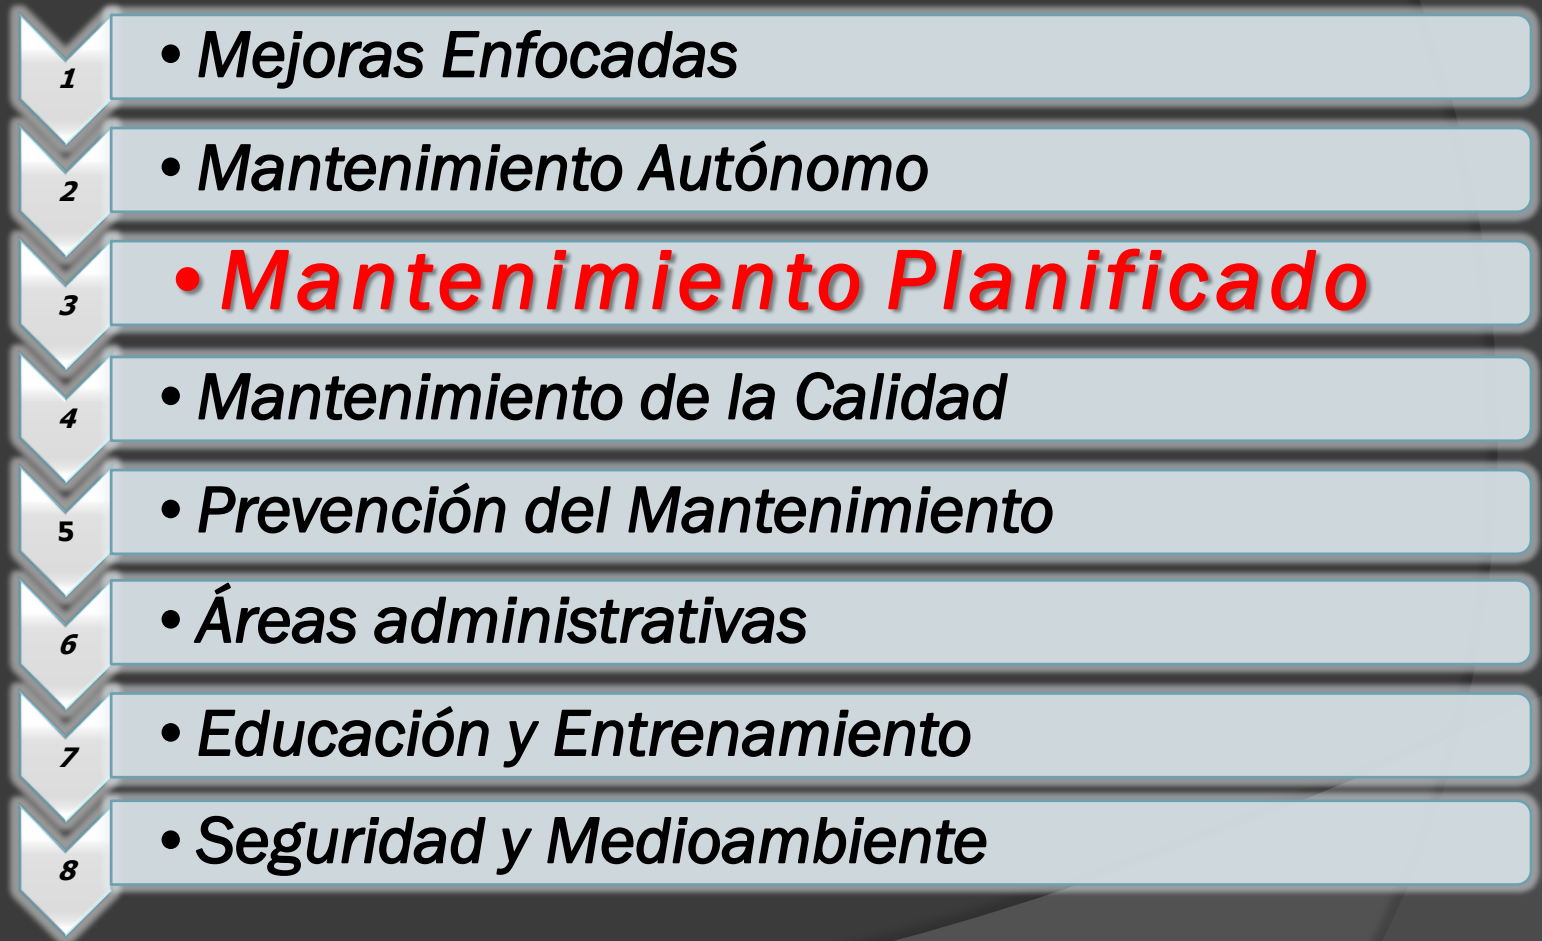 1
• Mejoras Enfocadas
2
• Mantenimiento Autónomo
3
• Mantenimiento Planificado
4
• Mantenimiento de la Calidad
5
• Prevención del Mantenimiento
6
• Áreas administrativas
7
• Educación y Entrenamiento
8
• Seguridad y Medioambiente